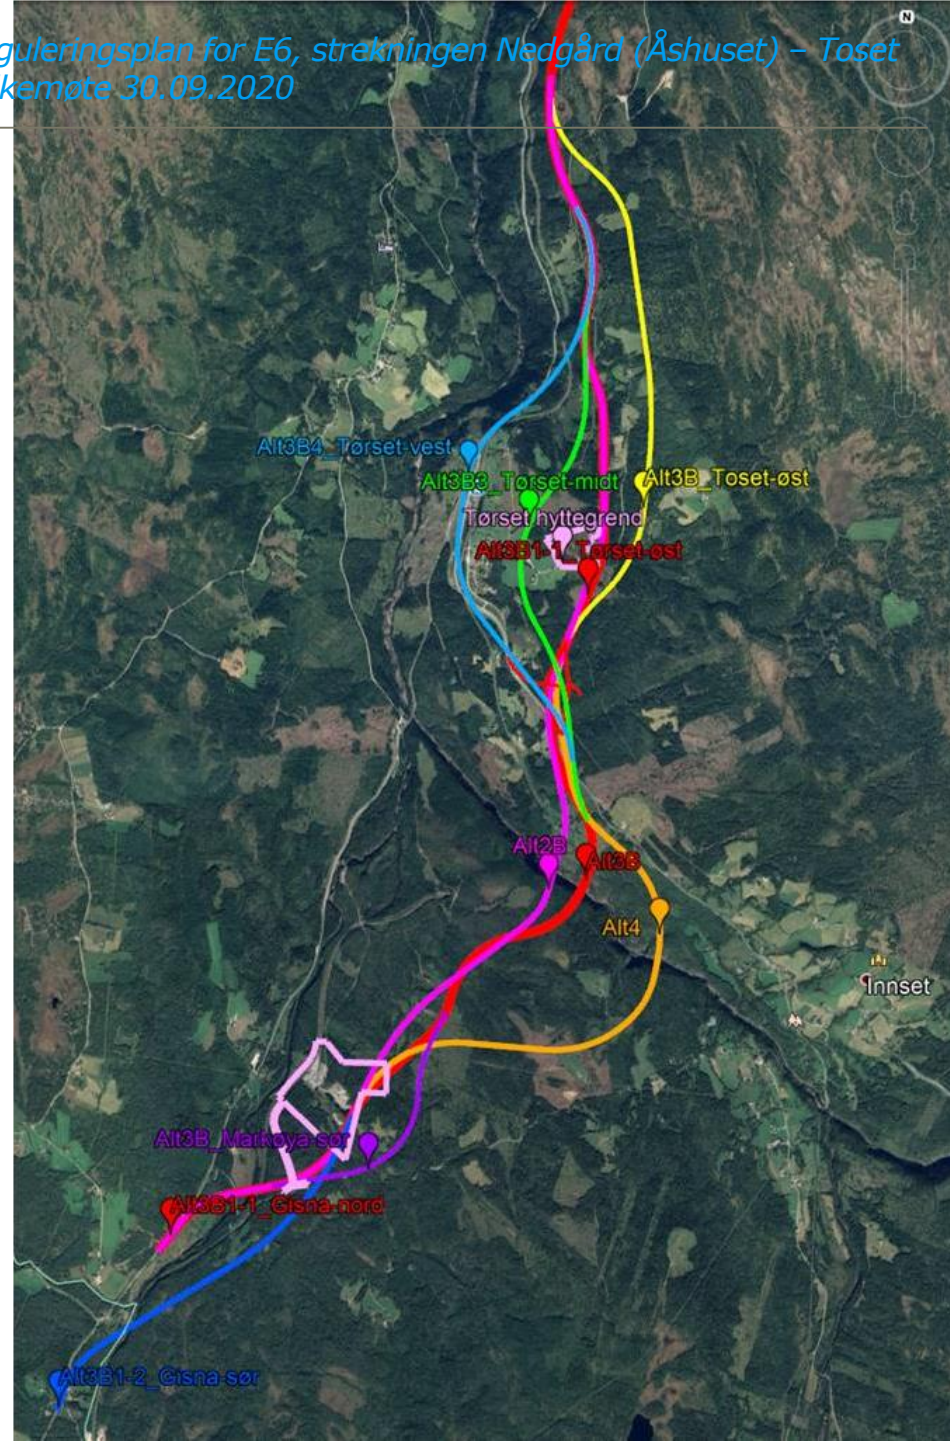 guleringsplan for E6, strekningen Nedgård (Åshuset) – Toset
kemøte 30.09.2020
N
Alt3B4_Tørset-vest
Alt3B3_Tørset-midt
Alt3B_Toset-øst
Tørset hyttegrend
Alt3B1-1_Tørset-øst
Alt2B
Alt3B
Alt4
Innset
Alt3B_Markøya-sør
Alt3B1-1_Gisna-nord
Alt3B1-2_Gisna-sør